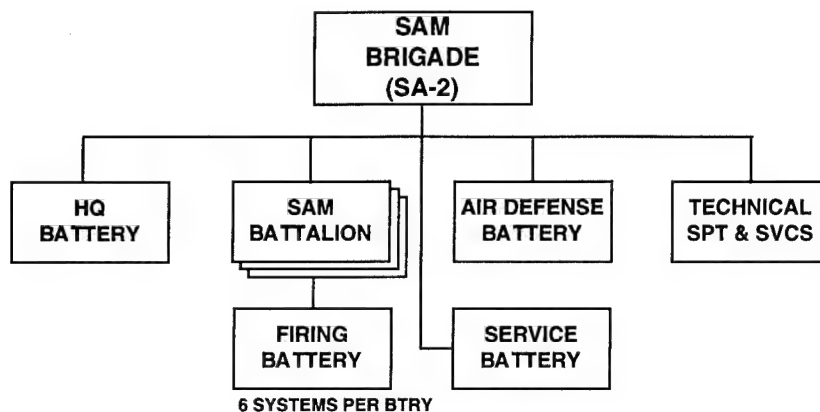 SAM
BRIGADE
(SA-2)
HQ
BATTERY
SAM
BATTALION
AIR DEFENSE
BATTERY
TECHNICAL
SPT & SVCS
FIRING
BATTERY
SERVICE
BATTERY
6 SYSTEMS PER BTRY